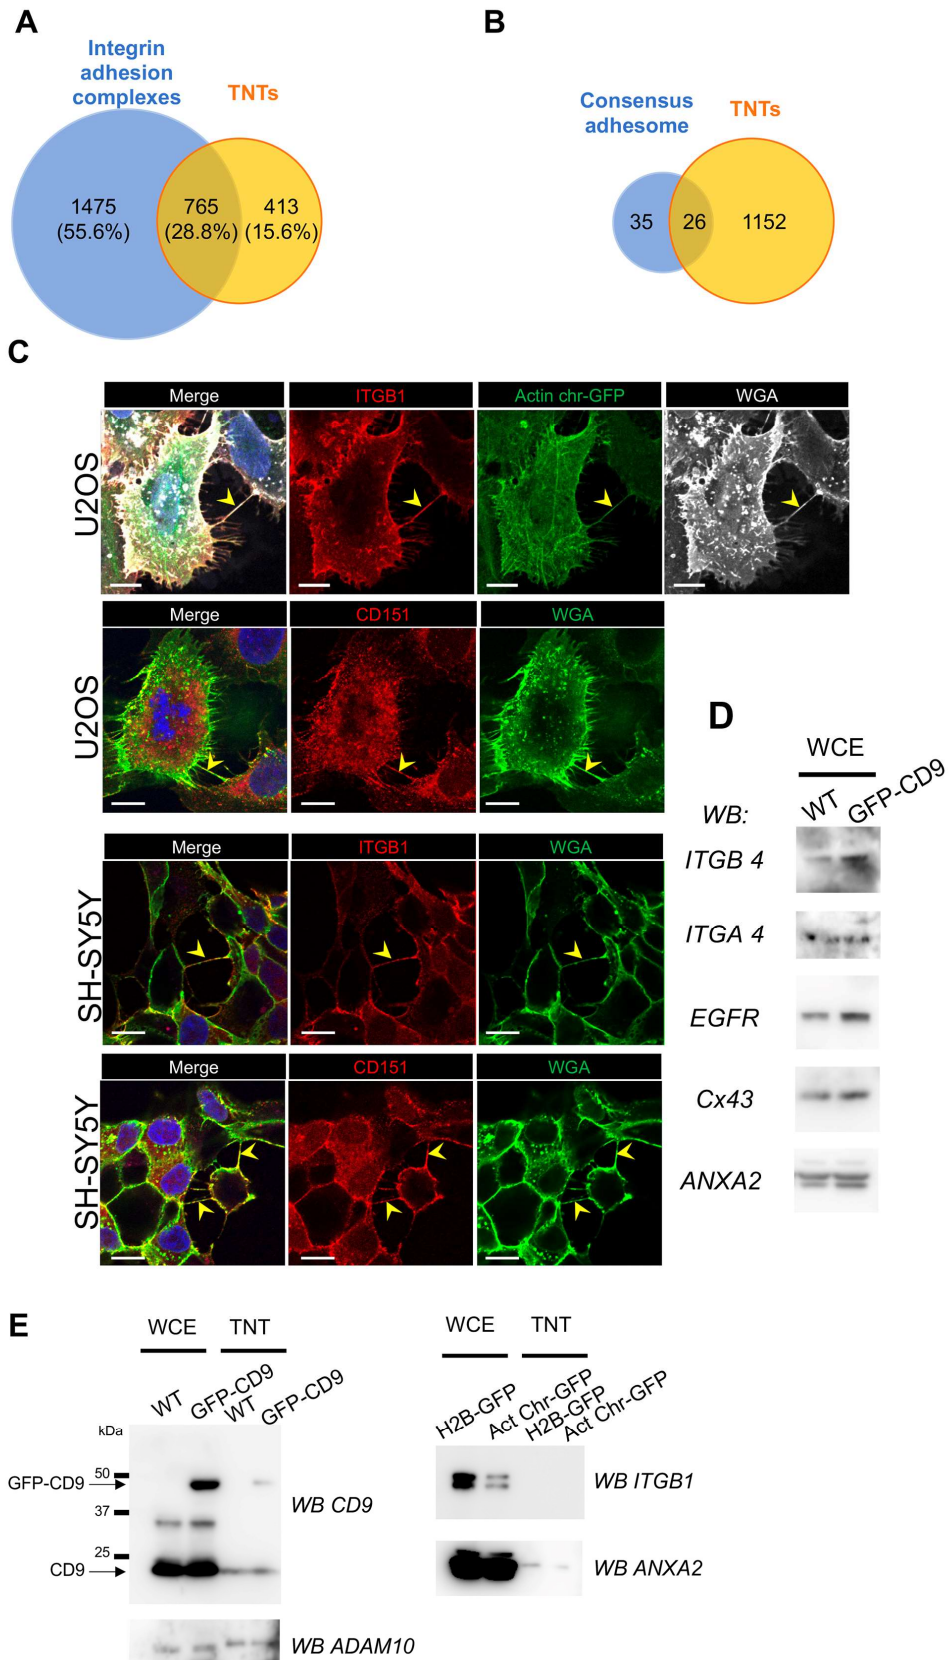 A
Integrin
adhesion
complexes
TNTs
1475
(55.6%)
765
(28.8%)
413
(15.6%)
B
Consensus
adhesome
TNTs
35
26
1152
C
Merge
ITGB1
Actin chr-GFP
WGA
U2OS
Merge
CD151
WGA
U2OS
Merge
ITGB1
WGA
SH-SY5Y
Merge
CD151
WGA
SH-SY5Y
D
WCE
WB:
WT
GFP-CD9
ITGB 4
ITGA 4
EGFR
Cx43
ANXA2
E
WCE
TNT
WT
GFP-CD9
WT
GFP-CD9
kDa
50
GFP-CD9
37
25
CD9
WB CD9
WB ADAM10
WCE
TNT
H2B-GFP
Act Chr-GFP
H2B-GFP
Act Chr-GFP
WB ITGB1
WB ANXA2